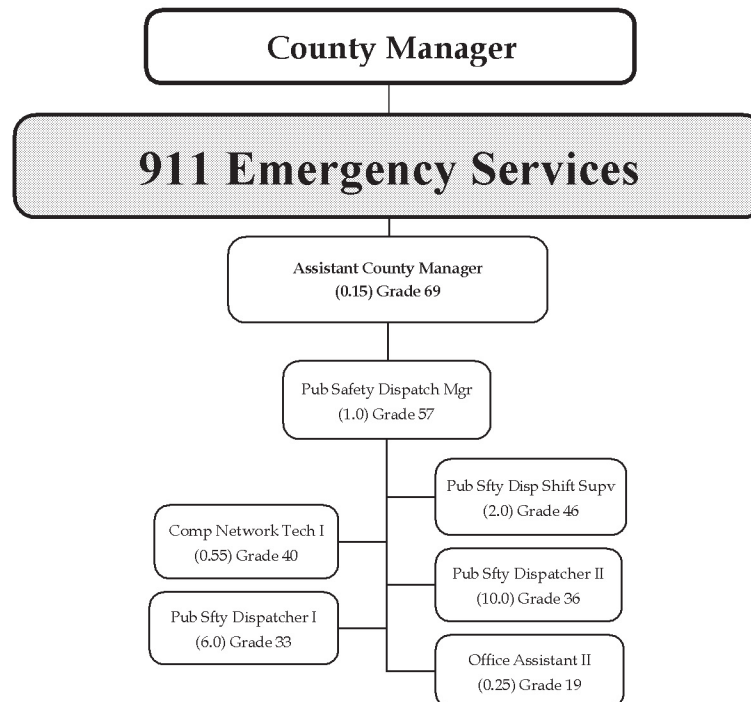 County Manager
911 Emergency Services
Assistant County Manager
(0.15) Grade 69
Pub Safety Dispatch Mgr
(1.0) Grade 57
Pub Sfty Disp Shift Supv
(2.0) Grade 46
Comp Network Tech I
(0.55) Grade 40
Pub Sfty Dispatcher II
(10.0) Grade 36
Pub Sfty Dispatcher I
(6.0) Grade 33
Office Assistant II
(0.25) Grade 19